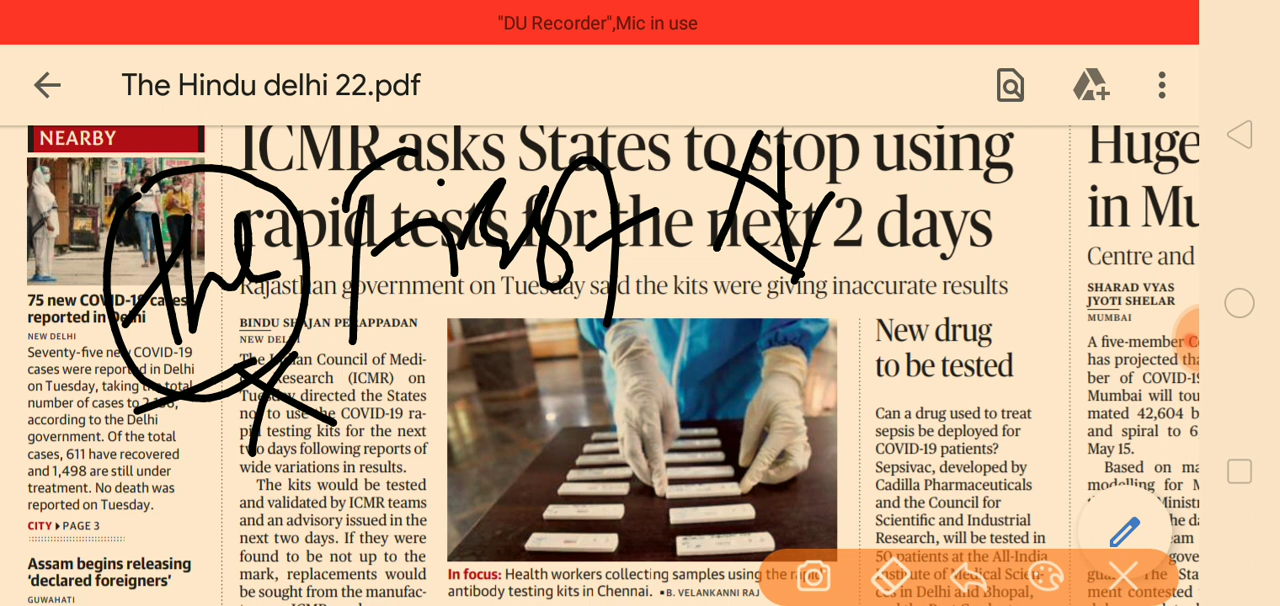 "DU Recorder",Mic in use
The Hindu delhi 22.pdf
NEARBY
75 new COVID-19 cases
reported in Delhi
NEW DELHI
Seventy-five new COVID-19
cases were reported in Delhi
on Tuesday, taking the total
number of cases to
according to the Delhi
government. Of the total
cases, 611 have recovered
and 1,498 are still under
treatment. No death was
reported on Tuesday.
CITY PAGE 3
Assam begins releasing
'declared foreigners'
GUWAHATI
ICMR asks States to stop using
rapid tests for the next 2 days
Rajasthan government on Tuesday said the kits were giving inaccurate results
The first
BINDU SHAJAN PERAPPADAN
NEW DELHI
The Indian Council of Medi-
Research (ICMR) on
Tuesday directed the States
not to use the COVID-19 ra-
pid testing kits for the next
two days following reports of
wide variations in results.
The kits would be tested
and validated by ICMR teams
and an advisory issued in the
next two days. If they were
found to be not up to the
mark, replacements would
be sought from the manufac-
In focus: Health workers collecting samples using the rapid
antibody testing kits in Chennai. B. VELANKANNI RAJ
New drug
to be tested
Can a drug used to treat
sepsis be deployed for
COVID-19 patients?
Sepsivac, developed by
Cadilla Pharmaceuticals
and the Council for
Scientific and Industrial
Research, will be tested in
50 patients at the All-India
Institute of Medical Scien-
ces in Delhi and Bhopal,
Huge
in Mu
Centre and
SHARAD VYAS
JYOTI SHELAR
MUMBAI
A five-member
has projected tha
ber of COVID-19
Mumbai will tou
mated 42,604 b
and spiral to 6
May 15.
Based on ma
modelling for M